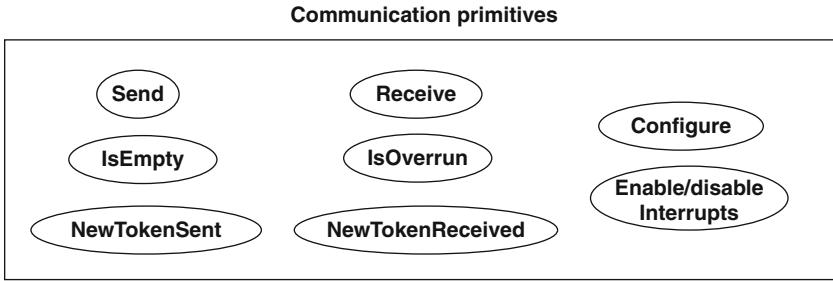 Communication primitives
Send
Receive
Configure
IsEmpty
IsOverrun
Enable/disable
Interrupts
NewTokenSent
NewTokenReceived